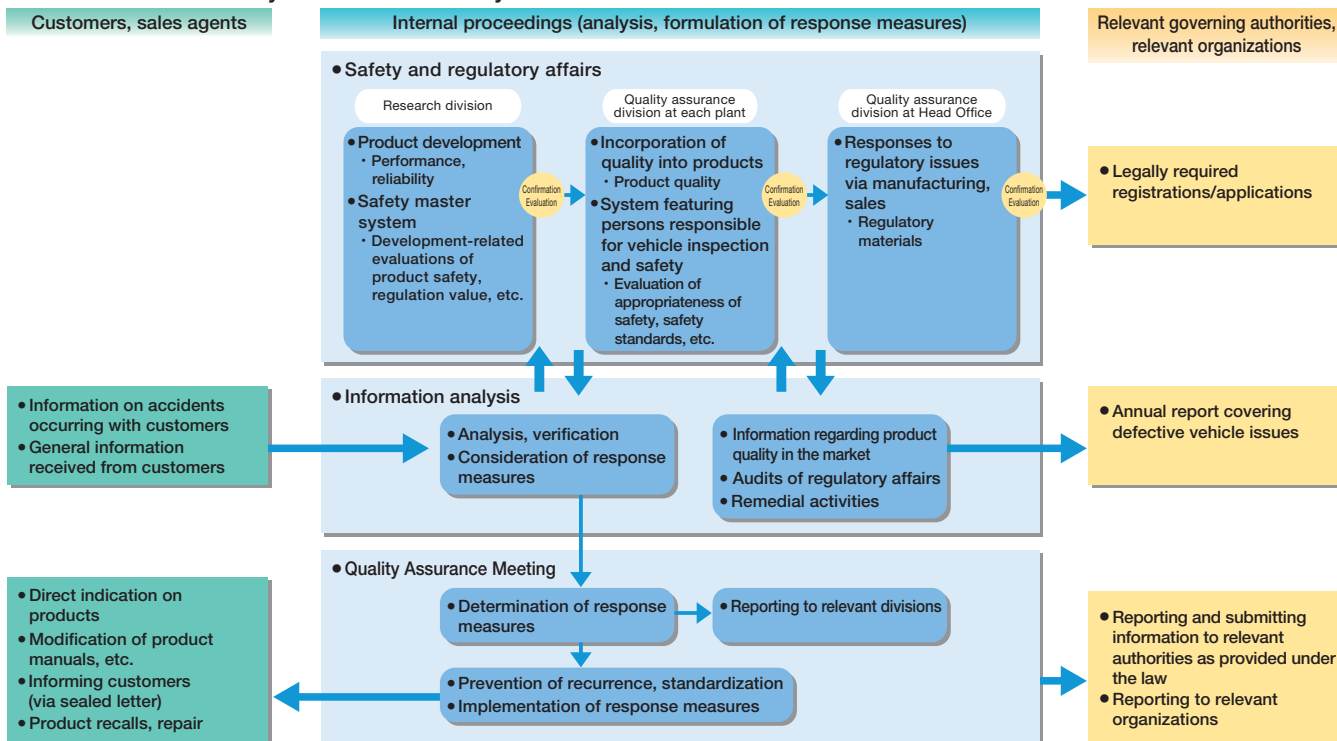 Customers, sales agents
Internal proceedings (analysis, formulation of response measures)
Relevant governing authorities,
relevant organizations
● Safety and regulatory affairs
Research division
● Product development
・Performance,
reliability
● Safety master
system
・Development-related
evaluations of
product safety,
regulation value, etc.
Confirmation
Evaluation
Quality assurance
division at each plant
● Incorporation of
quality into products
・Product quality
● System featuring
persons responsible
for vehicle inspection
and safety
・Evaluation of
appropriateness of
safety, safety
standards, etc.
Confirmation
Evaluation
Quality assurance
division at Head Office
● Responses to
regulatory issues
via manufacturing,
sales
・Regulatory
materials
Confirmation
Evaluation
● Legally required
registrations/applications
● Information on accidents
occurring with customers
● General information
received from customers
● Information analysis
● Analysis, verification
● Consideration of response
measures
● Information regarding product
quality in the market
● Audits of regulatory affairs
● Remedial activities
● Annual report covering
defective vehicle issues
● Quality Assurance Meeting
● Determination of response
measures
● Reporting to relevant divisions
● Prevention of recurrence, standardization
● Implementation of response measures
● Direct indication on
products
● Modification of product
manuals, etc.
● Informing customers
(via sealed letter)
● Product recalls, repair
● Reporting and submitting
information to relevant
authorities as provided under
the law
● Reporting to relevant
organizations